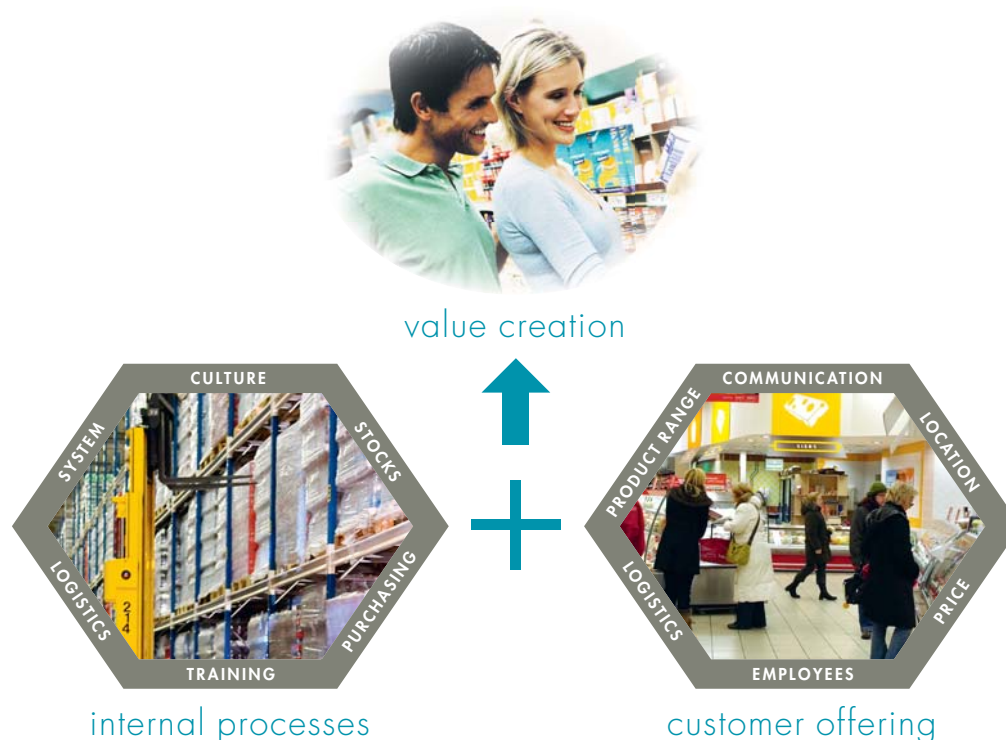 value creation
CULTURE
SYSTEM
STOCKS
LOGISTICS
PURCHASING
TRAINING
214
internal processes
COMMUNICATION
PRODUCT RANGE
LOCATION
LOGISTICS
PRICE
EMPLOYEES
customer offering